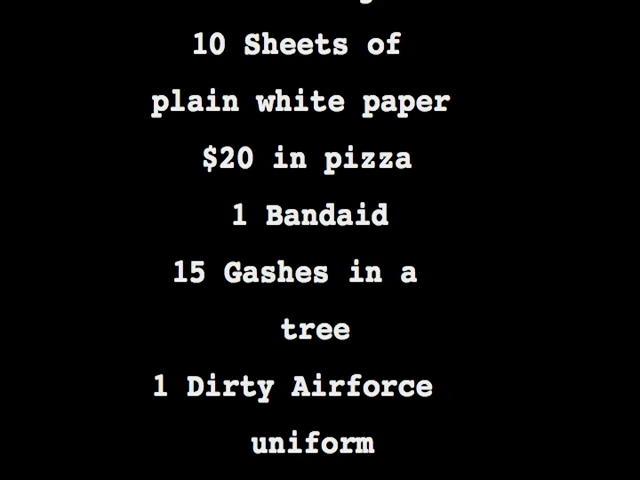 10 Sheets of
plain white paper
$20 in pizza
1 Bandaid
15 Gashes in a
tree
1 Dirty Airforce
uniform